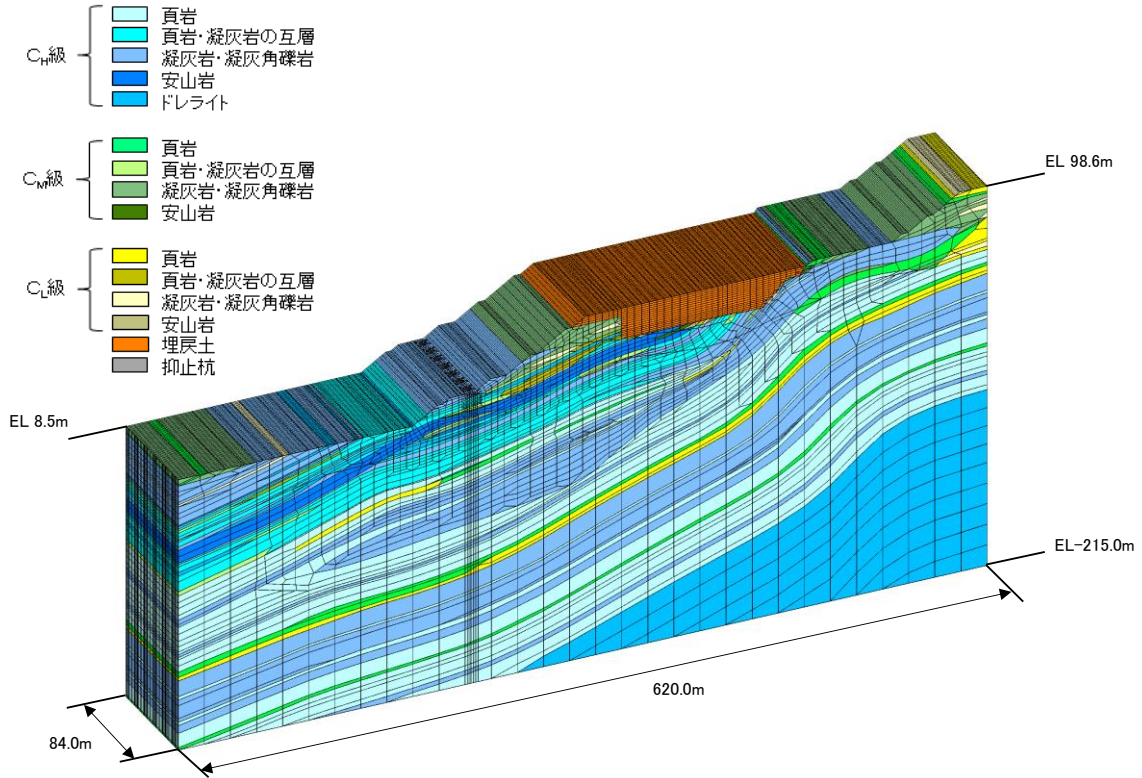 C_H級
頁岩
頁岩・凝灰岩の互層
凝灰岩・凝灰角礫岩
安山岩
ドレライト
C_M級
頁岩
頁岩・凝灰岩の互層
凝灰岩・凝灰角礫岩
安山岩
C_L級
頁岩
頁岩・凝灰岩の互層
凝灰岩・凝灰角礫岩
安山岩
埋戻土
抑止杭
EL 98.6m
EL 8.5m
EL-215.0m
620.0m
84.0m